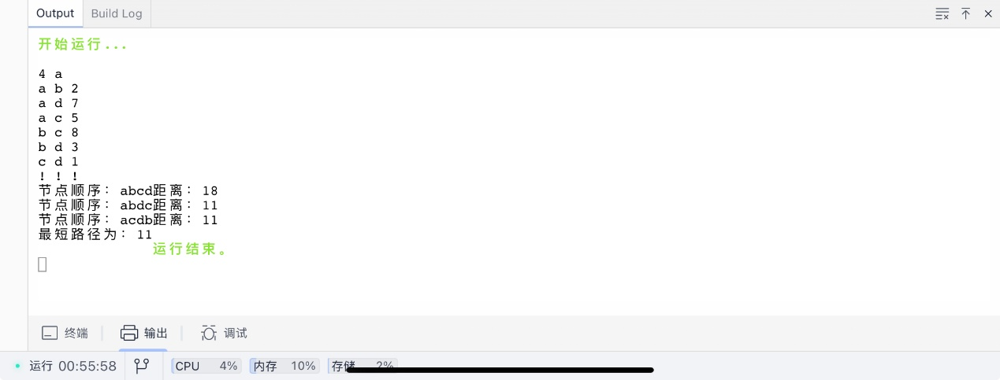 Output Build Log
开始运行...
4 a
a b 2
a d 7
a c 5
b c 8
b d 3
c d 1
! ! !
节点顺序: abcd距离: 18
节点顺序: abdc距离: 11
节点顺序: acdb距离: 11
最短路径为: 11
运行结束。
终端 输出 调试
运行 00:55:58 CPU 4% 内存 10% 存储 2%